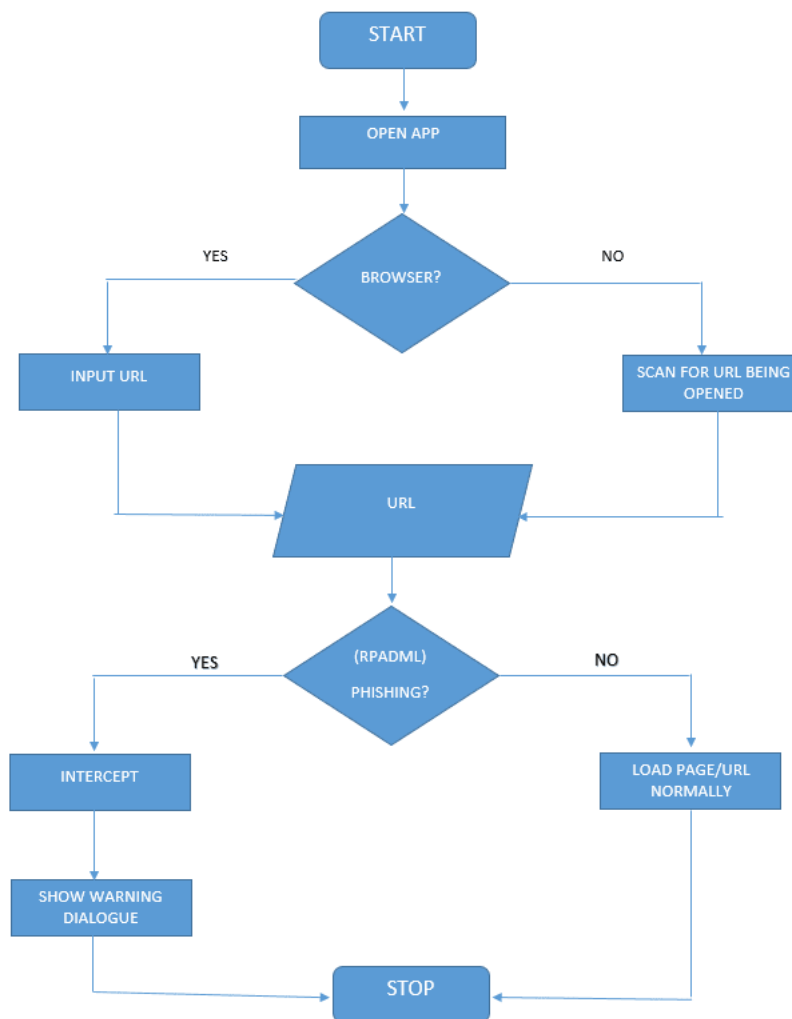 START
OPEN APP
YES
BROWSER?
NO
INPUT URL
SCAN FOR URL BEING
OPENED
URL
YES
(RPADML)
PHISHING?
NO
INTERCEPT
LOAD PAGE/URL
NORMALLY
SHOW WARNING
DIALOGUE
STOP